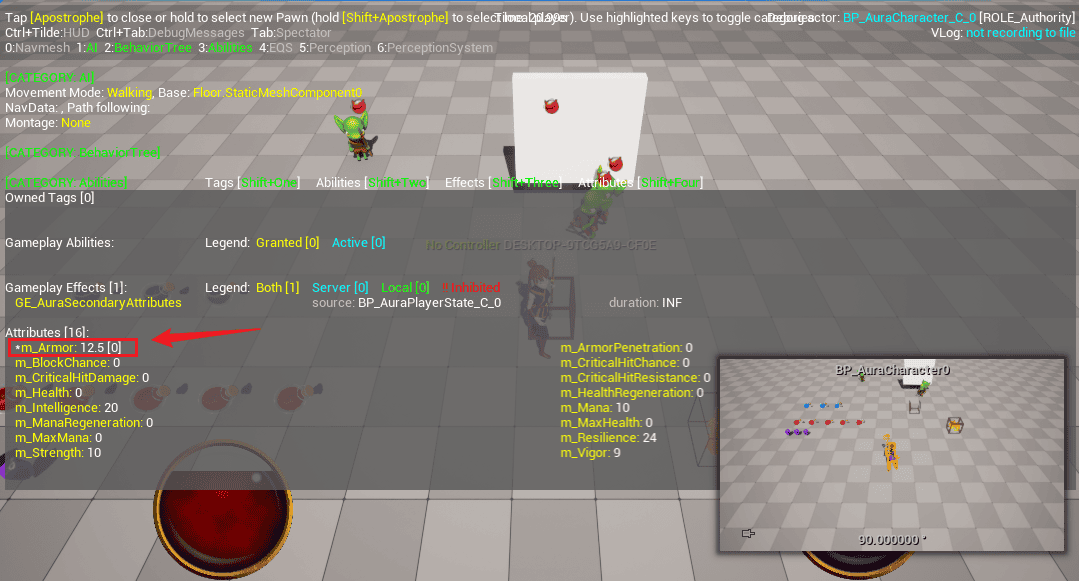 Tap [Apostrophe] to close or hold to select new Pawn (hold [Shift+Apostrophe] to select local player). Use highlighted keys to toggle categories.
BP_AuraCharacter_C_0 [ROLE_Authority]
Ctrl+Tilde:HUD Ctrl+Tab:DebugMessages Tab:Spectator
VLog: not recording to file
0:Navmesh 1:AI 2:BehaviorTree 3:Abilities 4:EQS 5:Perception 6:PerceptionSystem
[CATEGORY: AI]
Movement Mode: Walking, Base: Floor.StaticMeshComponent0
NavData: , Path following:
Montage: None
[CATEGORY: BehaviorTree]
[CATEGORY: Abilities]
Tags [Shift+One] Abilities [Shift+Two] Effects [Shift+Three] Attributes [Shift+Four]
Owned Tags [0]
Gameplay Abilities: Legend: Granted [0] Active [0]
No Controller
Gameplay Effects [1]: Legend: Both [1] Server [0] Local [0] !! Inhibited
GE_AuraSecondaryAttributes source: BP_AuraPlayerState_C_0 duration: INF
Attributes [16]:
*m_Armor: 12.5 [0] m_ArmorPenetration: 0
m_BlockChance: 0 m_CriticalHitChance: 0
m_CriticalHitDamage: 0 m_CriticalHitResistance: 0
m_Health: 0 m_HealthRegeneration: 0
m_Intelligence: 20 m_Mana: 10
m_ManaRegeneration: 0 m_MaxHealth: 0
m_MaxMana: 0 m_Resilience: 24
m_Strength: 10 m_Vigor: 9
BP_AuraCharacter0
90.000000 °